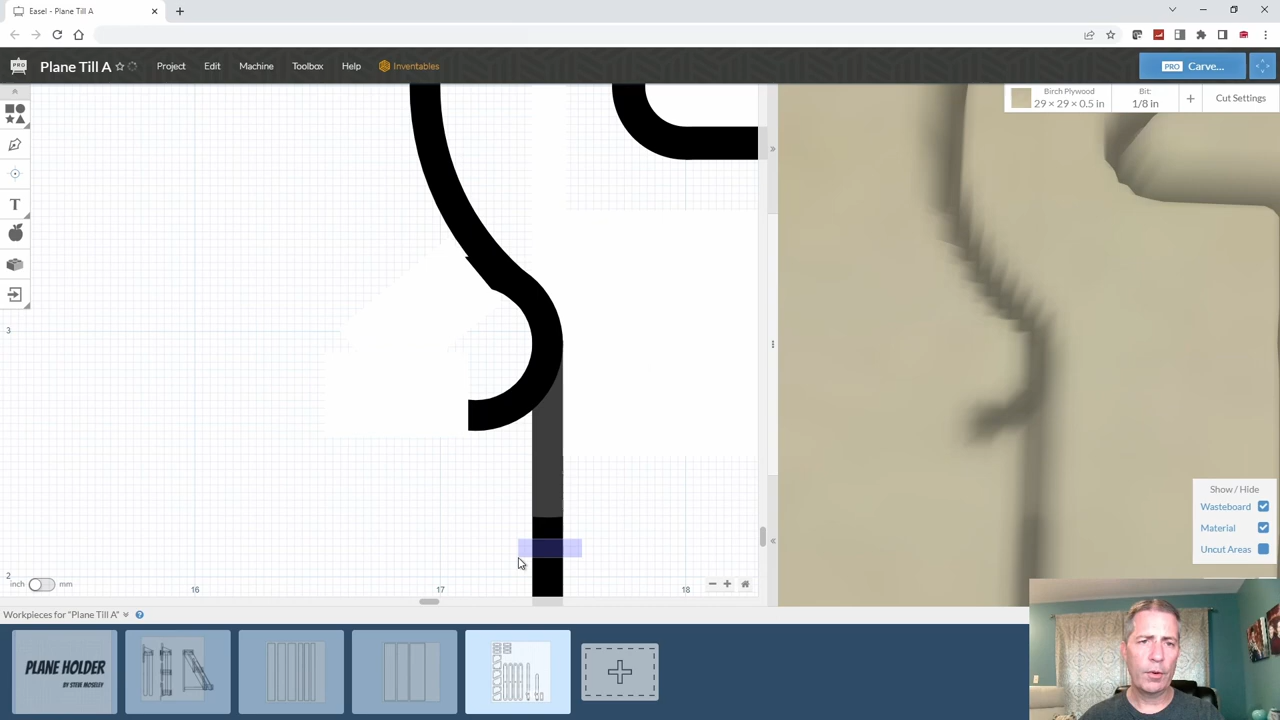 Easel - Plane Till A
PRO
Plane Till A
Project
Edit
Machine
Toolbox
Help
Inventables
PRO Carve...
Birch Plywood
29 × 29 × 0.5 in
Bit:
1/8 in
Cut Settings
T
3
2
16
17
18
inch
mm
Show / Hide
Wasteboard
Material
Uncut Areas
Workpieces for "Plane Till A"
PLANE HOLDER
BY STEVE MOSELEY